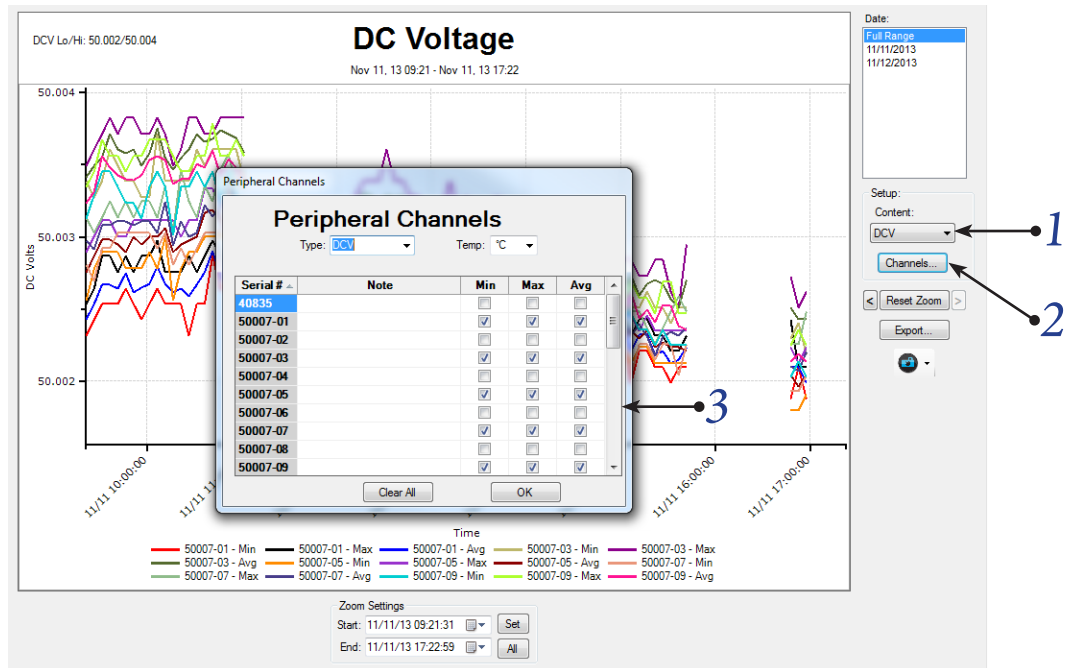 DCV Lo/Hi: 50.002/50.004
DC Voltage
Nov 11, 13 09:21 - Nov 11, 13 17:22
50.004
50.003
50.002
DC Volts
11/11 10:00:00
11/11 11
11/11 16:00:00
11/11 17:00:00
Time
50007-01 - Min 50007-01 - Max 50007-01 - Avg 50007-03 - Min 50007-03 - Max
50007-03 - Avg 50007-05 - Min 50007-05 - Max 50007-05 - Avg 50007-07 - Min
50007-07 - Max 50007-07 - Avg 50007-09 - Min 50007-09 - Max 50007-09 - Avg
Peripheral Channels
Peripheral Channels
Type: DCV Temp: °C
Serial # Note Min Max Avg
40835
50007-01
50007-02
50007-03
50007-04
50007-05
50007-06
50007-07
50007-08
50007-09
Clear All OK
Date:
Full Range
11/11/2013
11/12/2013
Setup:
Content:
DCV
Channels...
< Reset Zoom >
Export...
1
2
3
Zoom Settings
Start: 11/11/13 09:21:31 Set
End: 11/11/13 17:22:59 All